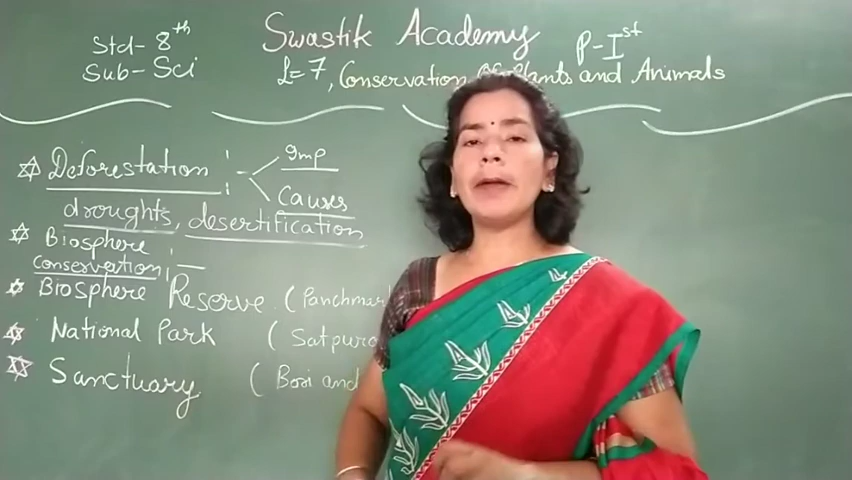 Std- 8th
Sub- Sci
Swastik Academy
P-Ist
L=7, Conservation Of Plants and Animals
Deforestation :-
Imp
Causes
droughts, desertification
Biosphere
conservation :-
Biosphere Reserve (Panchmar
National Park (Satpura
Sanctuary (Bori and